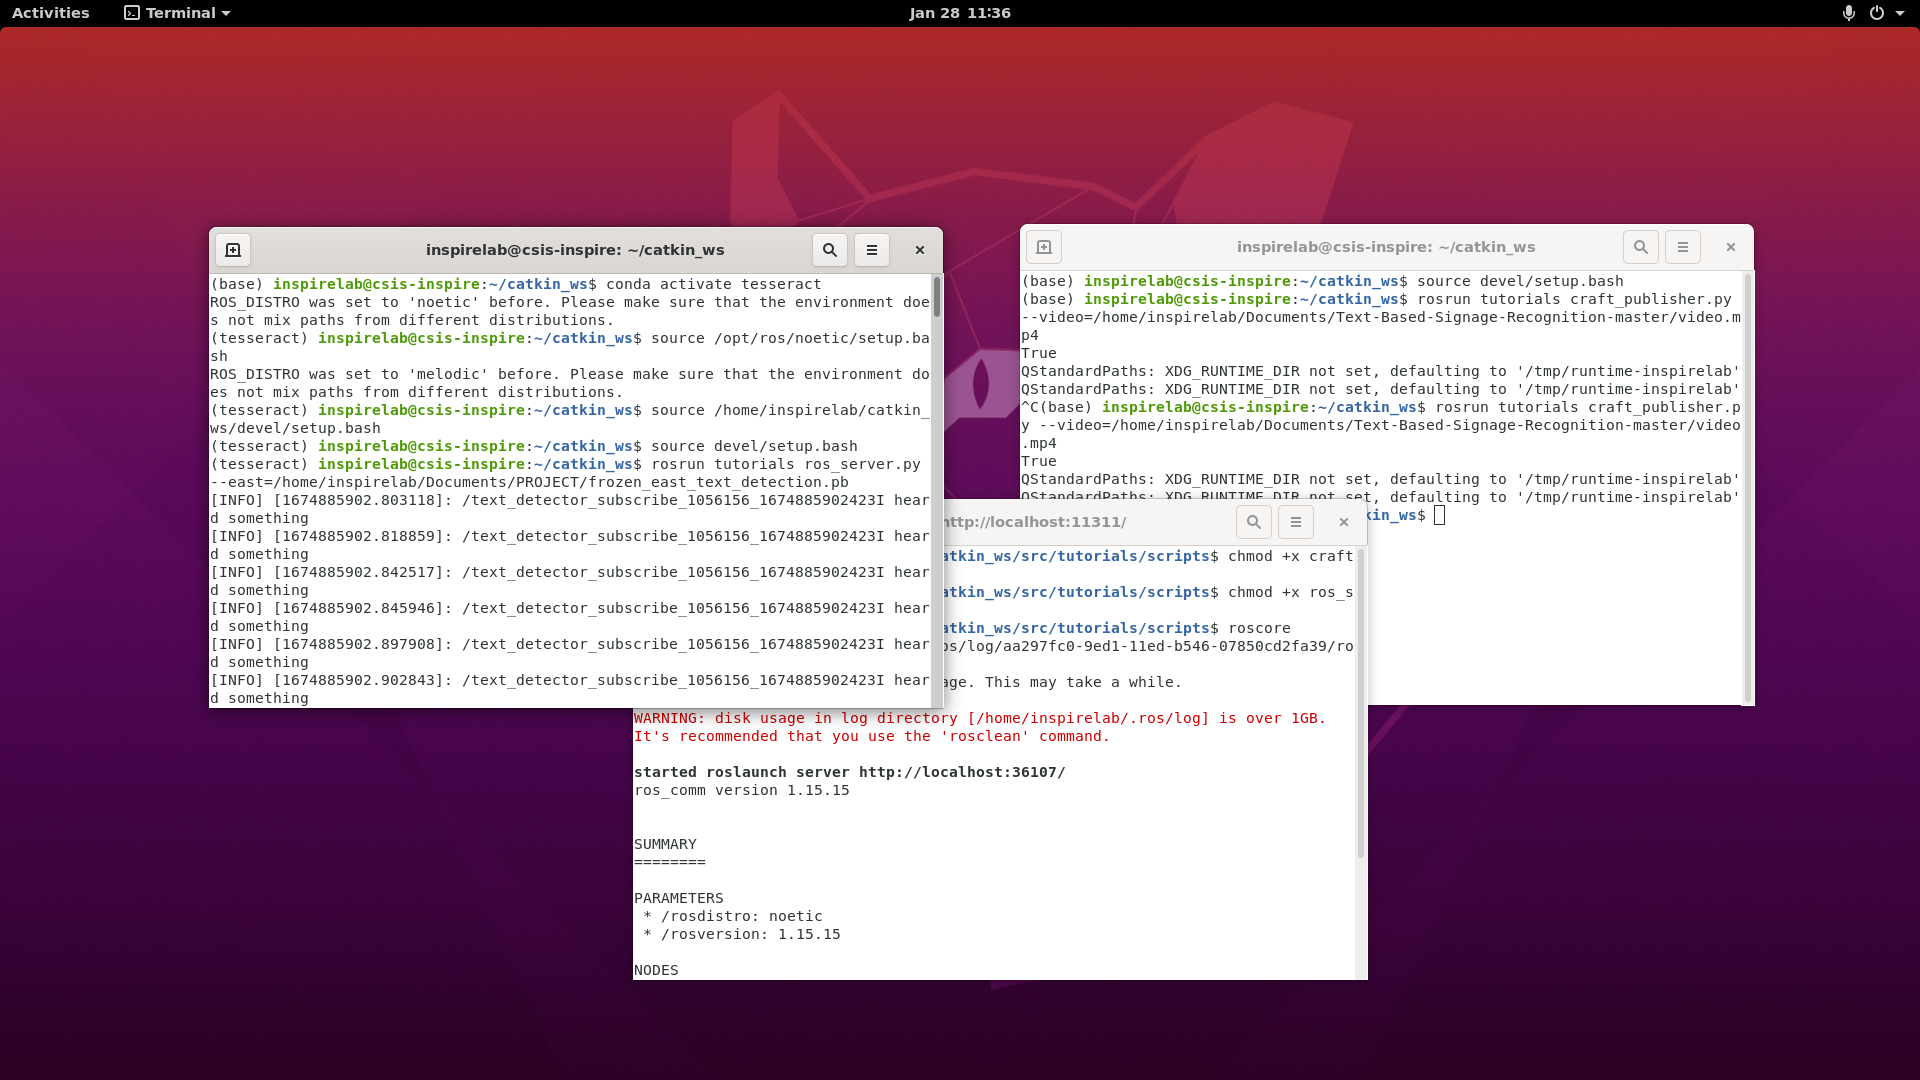 Activities
Terminal
Jan 28 11:36
inspirelab@csis-inspire: ~/catkin_ws
(base) inspirelab@csis-inspire:~/catkin_ws$ conda activate tesseract
ROS_DISTRO was set to 'noetic' before. Please make sure that the environment doe
s not mix paths from different distributions.
(tesseract) inspirelab@csis-inspire:~/catkin_ws$ source /opt/ros/noetic/setup.ba
sh
ROS_DISTRO was set to 'melodic' before. Please make sure that the environment do
es not mix paths from different distributions.
(tesseract) inspirelab@csis-inspire:~/catkin_ws$ source /home/inspirelab/catkin_
ws/devel/setup.bash
(tesseract) inspirelab@csis-inspire:~/catkin_ws$ source devel/setup.bash
(tesseract) inspirelab@csis-inspire:~/catkin_ws$ rosrun tutorials ros_server.py
--east=/home/inspirelab/Documents/PROJECT/frozen_east_text_detection.pb
[INFO] [1674885902.803118]: /text_detector_subscribe_1056156_1674885902423I hear
d something
[INFO] [1674885902.818859]: /text_detector_subscribe_1056156_1674885902423I hear
d something
[INFO] [1674885902.842517]: /text_detector_subscribe_1056156_1674885902423I hear
d something
[INFO] [1674885902.845946]: /text_detector_subscribe_1056156_1674885902423I hear
d something
[INFO] [1674885902.897908]: /text_detector_subscribe_1056156_1674885902423I hear
d something
[INFO] [1674885902.902843]: /text_detector_subscribe_1056156_1674885902423I hear
d something
inspirelab@csis-inspire: ~/catkin_ws
(base) inspirelab@csis-inspire:~/catkin_ws$ source devel/setup.bash
(base) inspirelab@csis-inspire:~/catkin_ws$ rosrun tutorials craft_publisher.py
--video=/home/inspirelab/Documents/Text-Based-Signage-Recognition-master/video.m
p4
True
QStandardPaths: XDG_RUNTIME_DIR not set, defaulting to '/tmp/runtime-inspirelab'
QStandardPaths: XDG_RUNTIME_DIR not set, defaulting to '/tmp/runtime-inspirelab'
^C(base) inspirelab@csis-inspire:~/catkin_ws$ rosrun tutorials craft_publisher.p
y --video=/home/inspirelab/Documents/Text-Based-Signage-Recognition-master/video
.mp4
True
QStandardPaths: XDG_RUNTIME_DIR not set, defaulting to '/tmp/runtime-inspirelab'
QStandardPaths: XDG_RUNTIME_DIR not set, defaulting to '/tmp/runtime-inspirelab'
kin_ws$
http://localhost:11311/
atkin_ws/src/tutorials/scripts$ chmod +x craft
atkin_ws/src/tutorials/scripts$ chmod +x ros_s
atkin_ws/src/tutorials/scripts$ roscore
os/log/aa297fc0-9ed1-11ed-b546-07850cd2fa39/ro
age. This may take a while.
WARNING: disk usage in log directory [/home/inspirelab/.ros/log] is over 1GB.
It's recommended that you use the 'rosclean' command.
started roslaunch server http://localhost:36107/
ros_comm version 1.15.15
SUMMARY
========
PARAMETERS
* /rosdistro: noetic
* /rosversion: 1.15.15
NODES